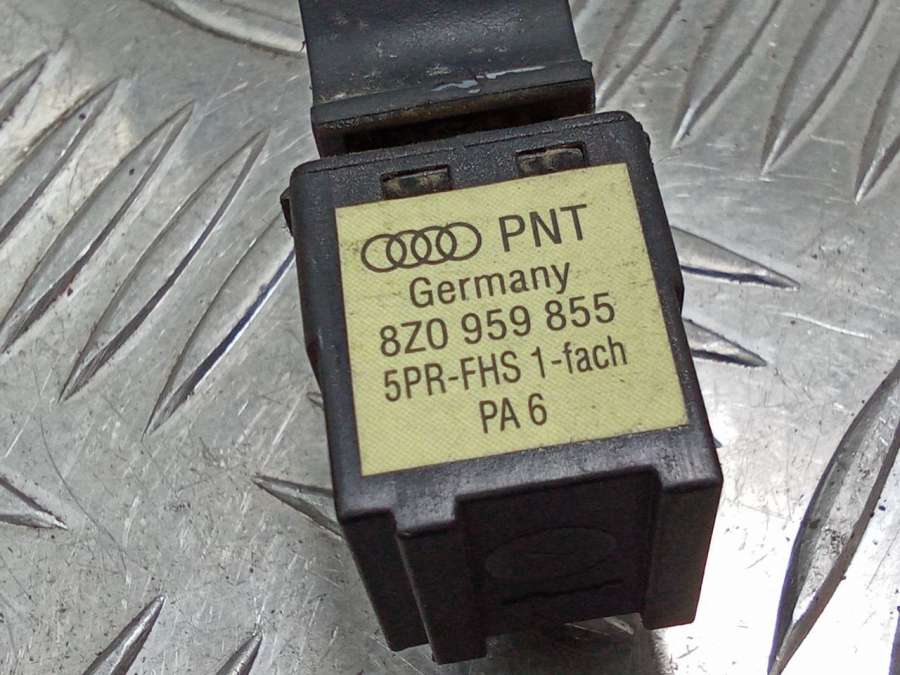 PNT
Germany
8Z0 959 855
5PR-FHS 1-fach
PA 6